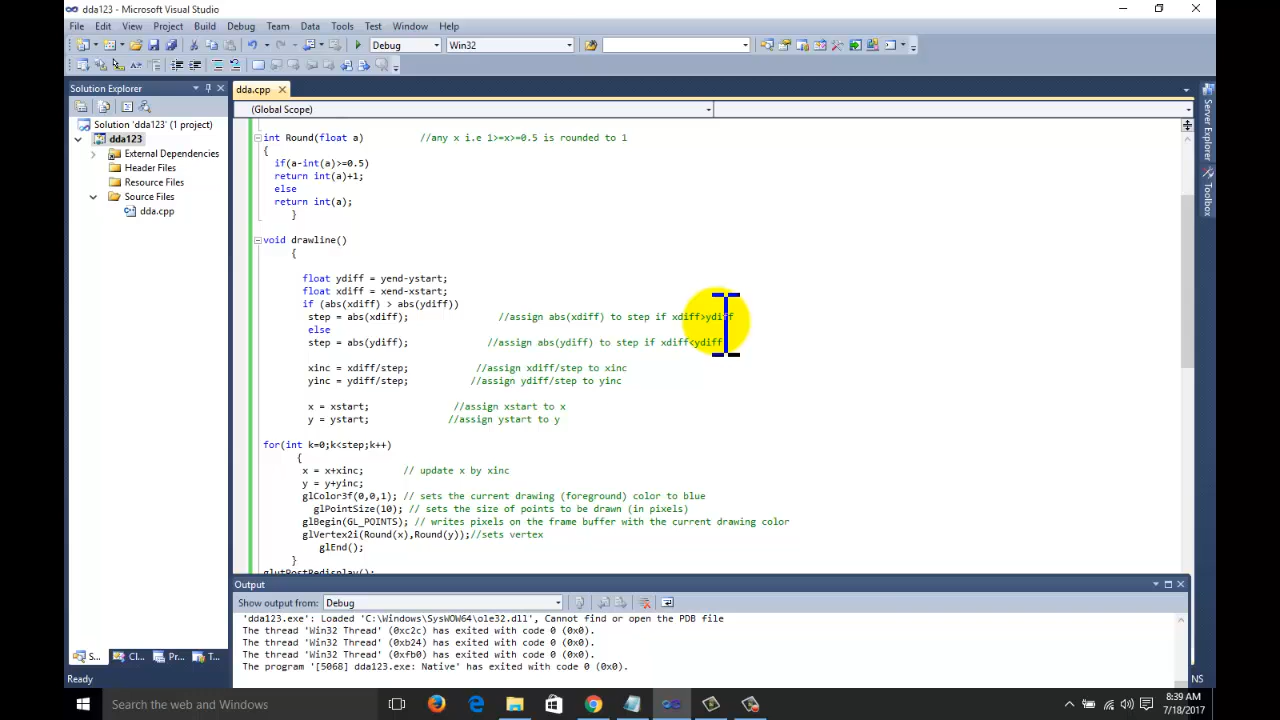 dda123 - Microsoft Visual Studio
File Edit View Project Build Debug Team Data Tools Test Window Help
Debug Win32
Solution Explorer
dda.cpp
(Global Scope)
Solution 'dda123' (1 project)
dda123
External Dependencies
Header Files
Resource Files
Source Files
dda.cpp
int Round(float a) //any x i.e 1>=x>=0.5 is rounded to 1
{
if(a-int(a)>=0.5)
return int(a)+1;
else
return int(a);
}
void drawline()
{
float ydiff = yend-ystart;
float xdiff = xend-xstart;
if (abs(xdiff) > abs(ydiff))
step = abs(xdiff); //assign abs(xdiff) to step if xdiff>ydiff
else
step = abs(ydiff); //assign abs(ydiff) to step if xdiff<ydiff
xinc = xdiff/step; //assign xdiff/step to xinc
yinc = ydiff/step; //assign ydiff/step to yinc
x = xstart; //assign xstart to x
y = ystart; //assign ystart to y
for(int k=0;k<step;k++)
{
x = x+xinc; // update x by xinc
y = y+yinc;
glColor3f(0,0,1); // sets the current drawing (foreground) color to blue
glPointSize(10); // sets the size of points to be drawn (in pixels)
glBegin(GL_POINTS); // writes pixels on the frame buffer with the current drawing color
glVertex2i(Round(x),Round(y));//sets vertex
glEnd();
}
glutPostRedisplay();
Server Explorer
Toolbox
Output
Show output from: Debug
'dda123.exe': Loaded 'C:\Windows\SysWOW64\ole32.dll', Cannot find or open the PDB file
The thread 'Win32 Thread' (0xc2c) has exited with code 0 (0x0).
The thread 'Win32 Thread' (0xb24) has exited with code 0 (0x0).
The thread 'Win32 Thread' (0xfb0) has exited with code 0 (0x0).
The program '[5068] dda123.exe: Native' has exited with code 0 (0x0).
S... Cl... Pr... T...
Ready
NS
Search the web and Windows
8:39 AM
7/18/2017